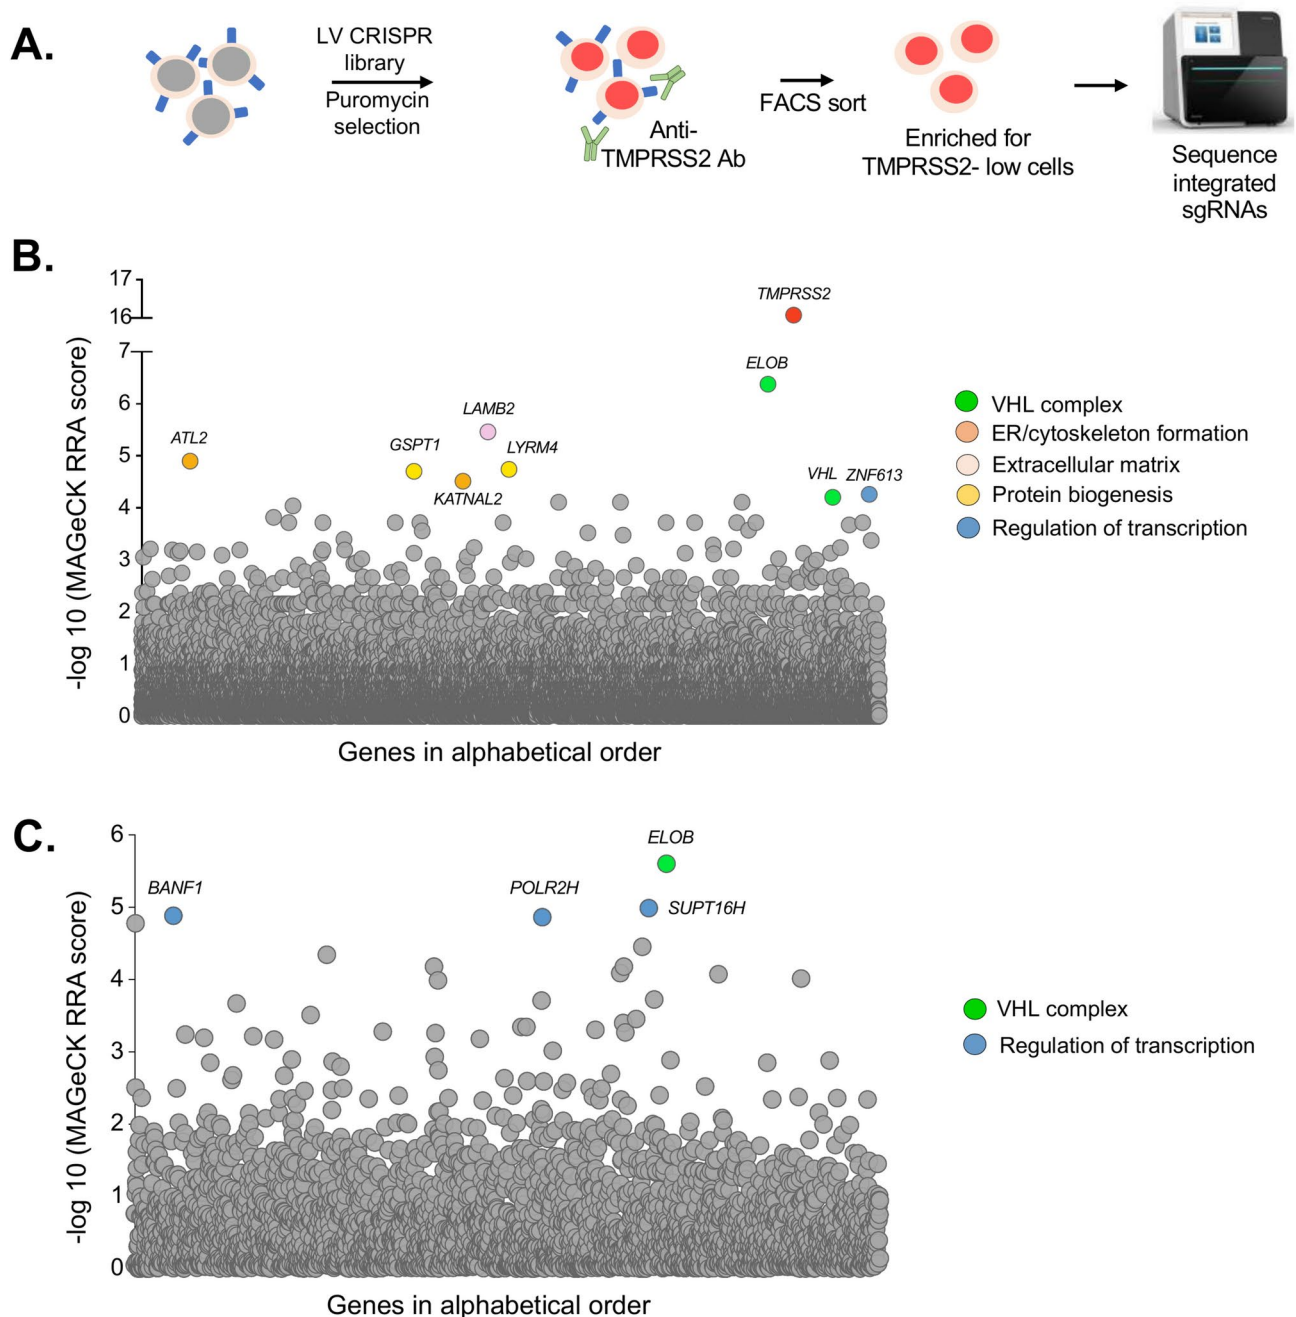 A.
LV CRISPR
library
Puromycin
selection
Anti-
TMPRSS2 Ab
FACS sort
Enriched for
TMPRSS2- low cells
Sequence
integrated
sgRNAs
B.
-log 10 (MAGeCK RRA score)
17
16
7
6
5
4
3
2
1
0
TMPRSS2
ELOB
LAMB2
ATL2
GSPT1
LYRM4
KATNAL2
VHL
ZNF613
VHL complex
ER/cytoskeleton formation
Extracellular matrix
Protein biogenesis
Regulation of transcription
Genes in alphabetical order
C.
-log 10 (MAGeCK RRA score)
6
5
4
3
2
1
0
ELOB
BANF1
POLR2H
SUPT16H
VHL complex
Regulation of transcription
Genes in alphabetical order